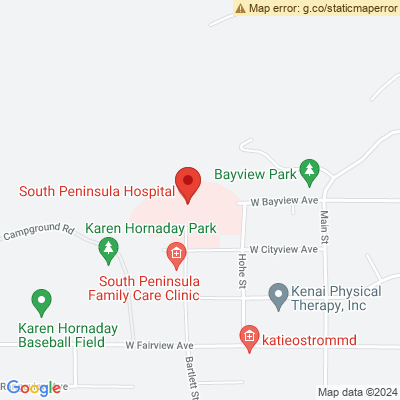 Map error: g.co/staticmaperror
Bayview Park
South Peninsula Hospital
W Bayview Ave
Campground Rd
Karen Hornaday Park
Main St
W Cityview Ave
South Peninsula
Family Care Clinic
Hohe St
Kenai Physical
Therapy, Inc
Karen Hornaday
Baseball Field
katieostrommd
W Fairview Ave
Bartlett St
Google
Ave
Map data ©2024